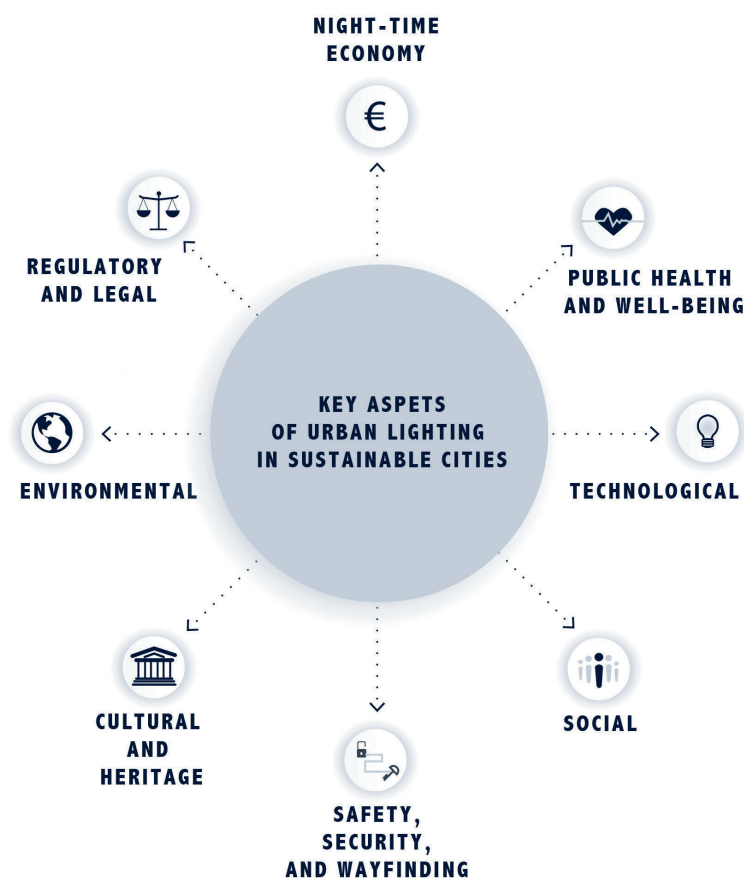 NIGHT-TIME
ECONOMY
€
PUBLIC HEALTH
AND WELL-BEING
REGULATORY
AND LEGAL
KEY ASPETS
OF URBAN LIGHTING
IN SUSTAINABLE CITIES
ENVIRONMENTAL
TECHNOLOGICAL
CULTURAL
AND
HERITAGE
SOCIAL
SAFETY,
SECURITY,
AND WAYFINDING